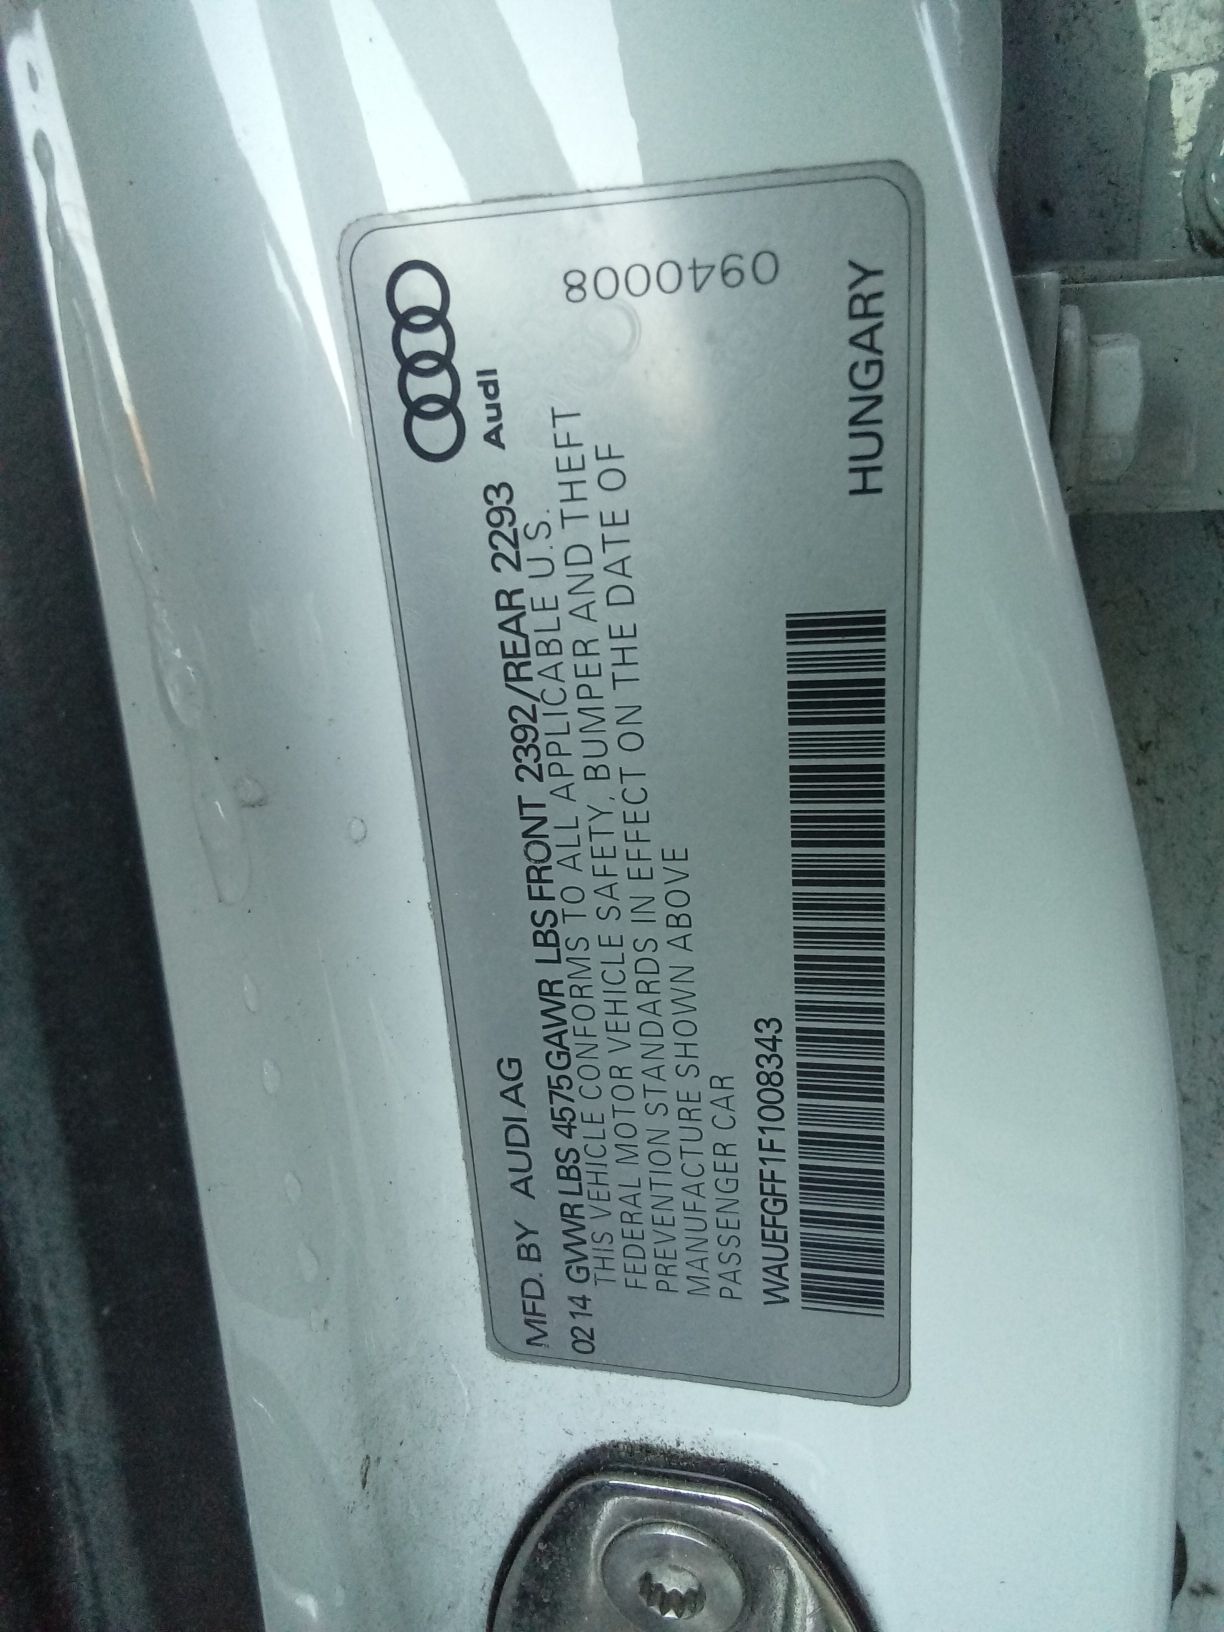 Audi
MFD. BY AUDI AG
02 14 GVWR LBS 4575 GAWR LBS FRONT 2392/REAR 2293
THIS VEHICLE CONFORMS TO ALL APPLICABLE U.S.
FEDERAL MOTOR VEHICLE SAFETY, BUMPER AND THEFT
PREVENTION STANDARDS IN EFFECT ON THE DATE OF
MANUFACTURE SHOWN ABOVE
PASSENGER CAR
0940008
WAUEFGFF1F1008343
HUNGARY